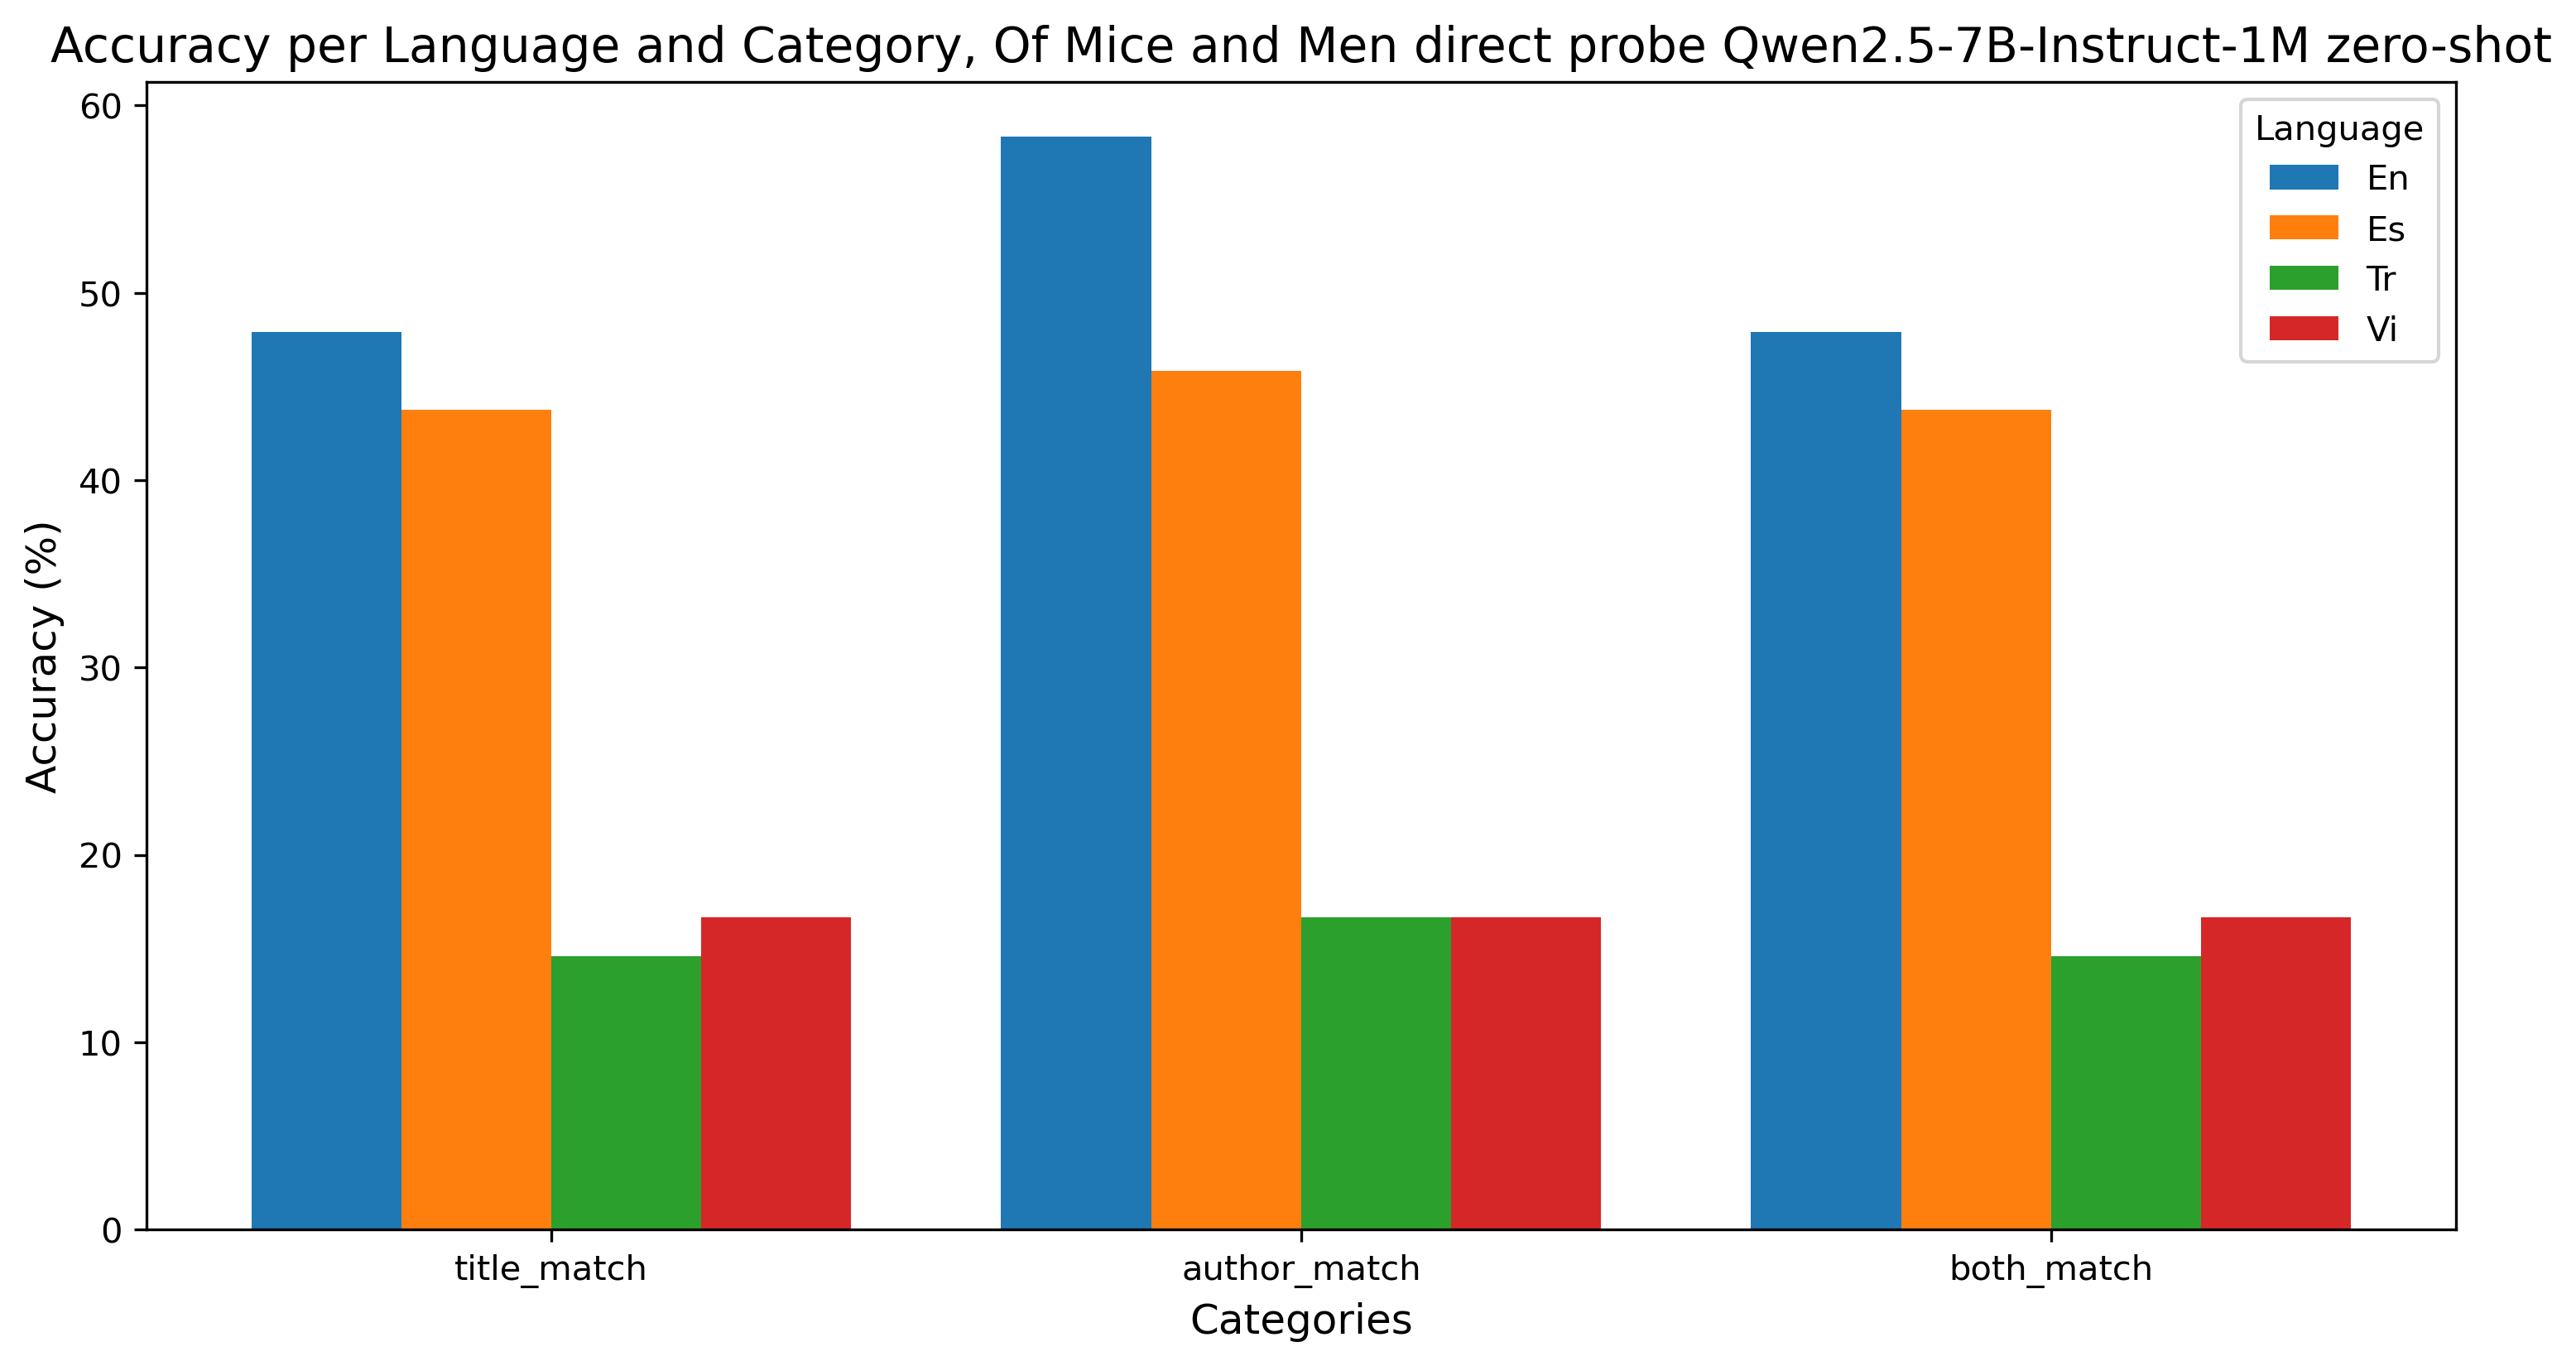 Accuracy per Language and Category, Of Mice and Men direct probe Qwen2.5-7B-Instruct-1M zero-shot
60
50
40
30
20
10
0
Accuracy (%)
Language
En
Es
Tr
Vi
title_match
author_match
both_match
Categories